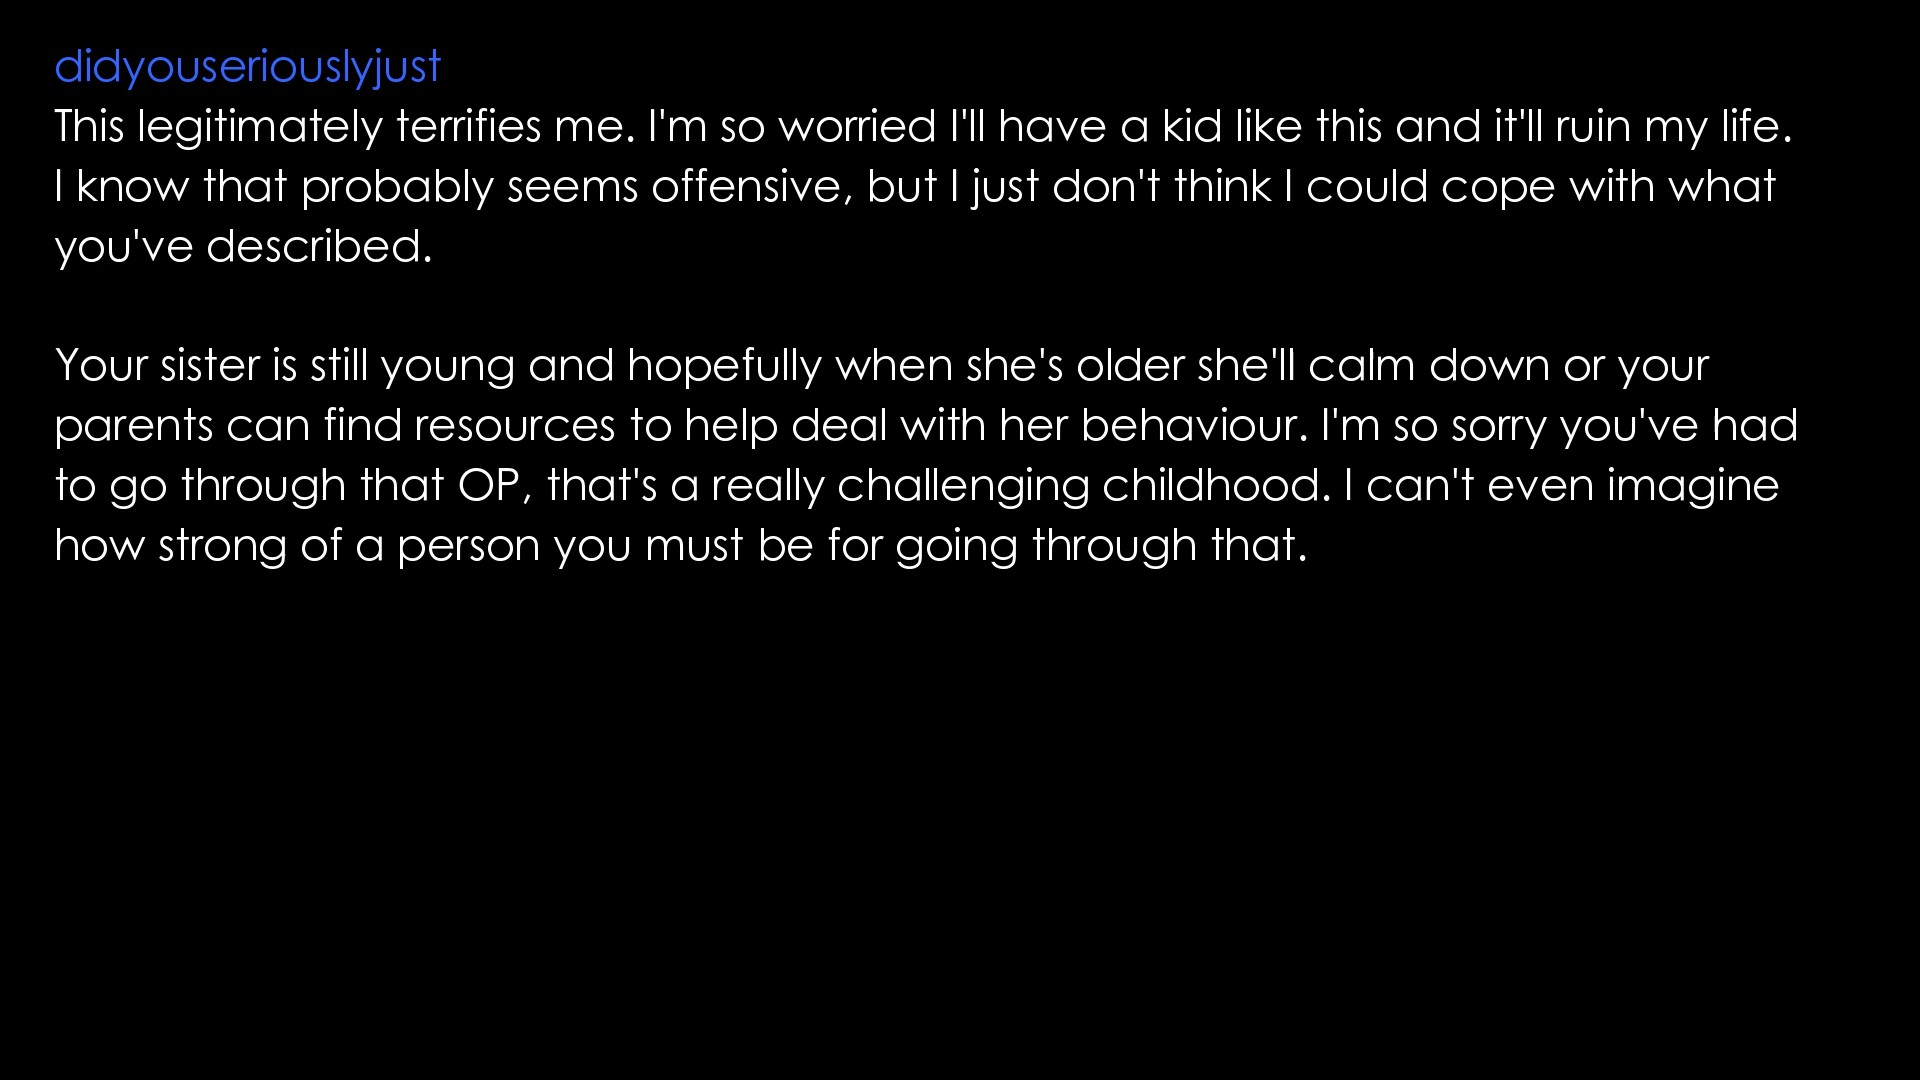 didyouseriouslyjust
This legitimately terrifies me. I'm so worried I'll have a kid like this and it'll ruin my life.
I know that probably seems offensive, but I just don't think I could cope with what
you've described.
Your sister is still young and hopefully when she's older she'll calm down or your
parents can find resources to help deal with her behaviour. I'm so sorry you've had
to go through that OP, that's a really challenging childhood. I can't even imagine
how strong of a person you must be for going through that.